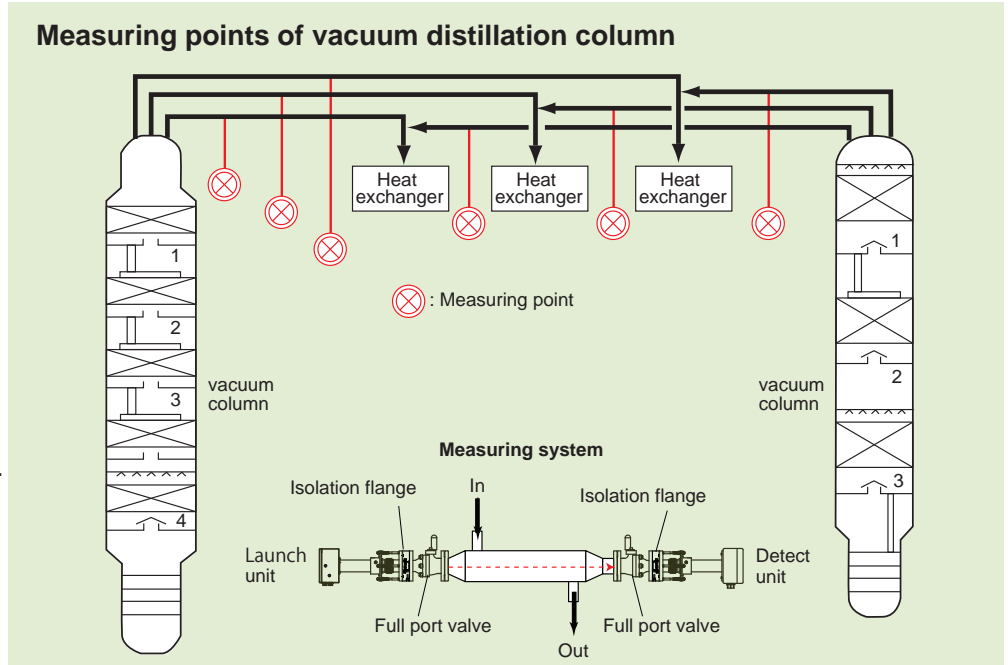 Measuring points of vacuum distillation column
Heat
exchanger
Heat
exchanger
Heat
exchanger
1
2
3
4
vacuum
column
: Measuring point
1
2
3
vacuum
column
Measuring system
Isolation flange
In
Isolation flange
Launch
unit
Detect
unit
Full port valve
Full port valve
Out